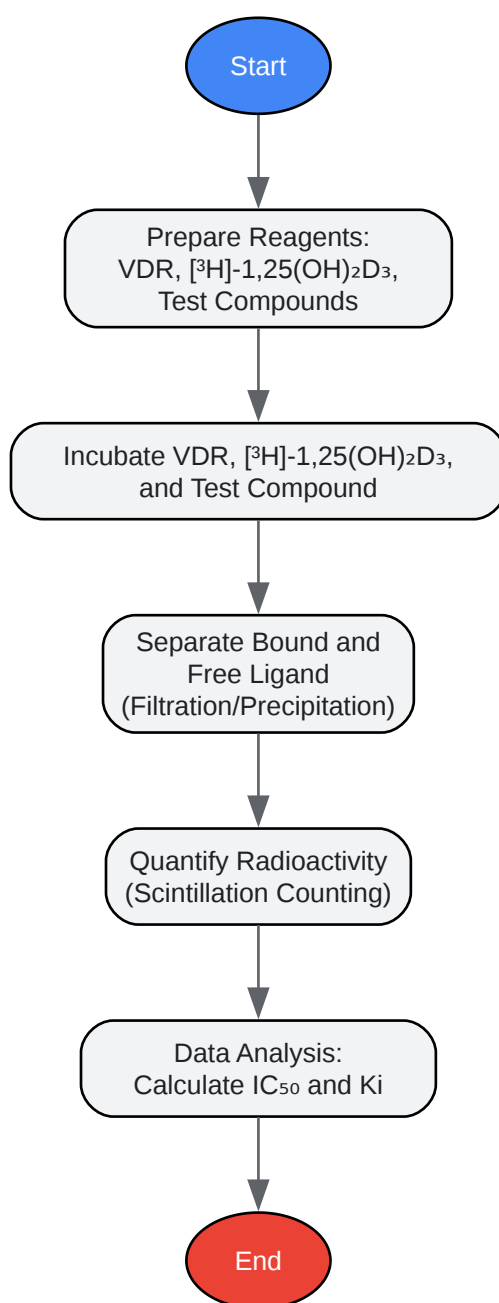 Start
Prepare Reagents:
VDR, [³H]-1,25(OH)₂D₃,
Test Compounds
Incubate VDR, [³H]-1,25(OH)₂D₃,
and Test Compound
Separate Bound and
Free Ligand
(Filtration/Precipitation)
Quantify Radioactivity
(Scintillation Counting)
Data Analysis:
Calculate IC₅₀ and Ki
End